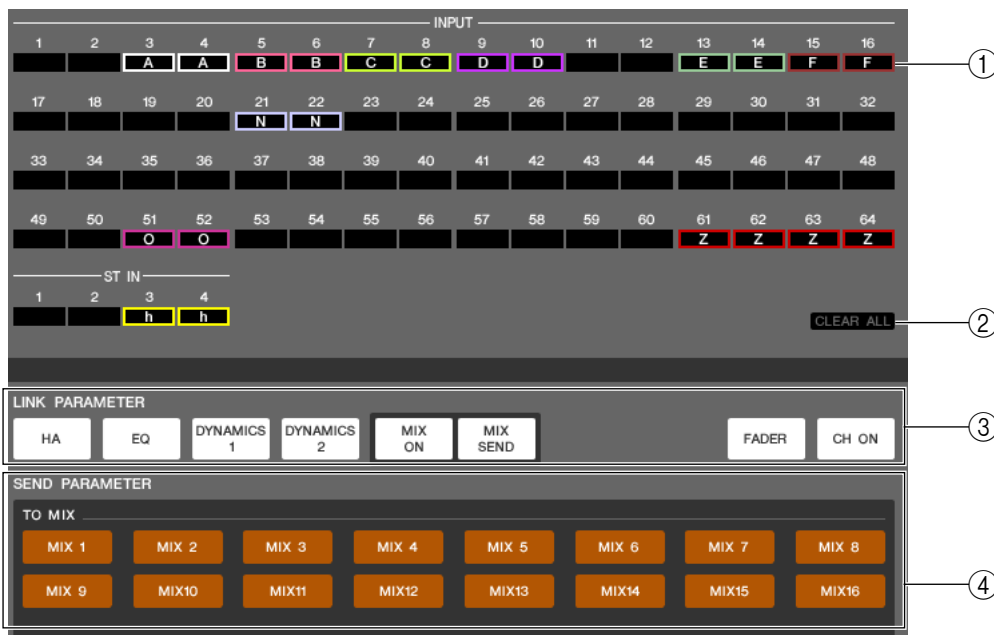 INPUT
1 2 3 4 5 6 7 8 9 10 11 12 13 14 15 16
A A B B C C D D E E F F
①
17 18 19 20 21 22 23 24 25 26 27 28 29 30 31 32
N N
33 34 35 36 37 38 39 40 41 42 43 44 45 46 47 48
49 50 51 52 53 54 55 56 57 58 59 60 61 62 63 64
O O Z Z Z Z
ST IN
1 2 3 4
h h
CLEAR ALL ②
LINK PARAMETER
HA EQ DYNAMICS 1 DYNAMICS 2 MIX ON MIX SEND FADER CH ON ③
SEND PARAMETER
TO MIX
MIX 1 MIX 2 MIX 3 MIX 4 MIX 5 MIX 6 MIX 7 MIX 8
MIX 9 MIX10 MIX11 MIX12 MIX13 MIX14 MIX15 MIX16 ④